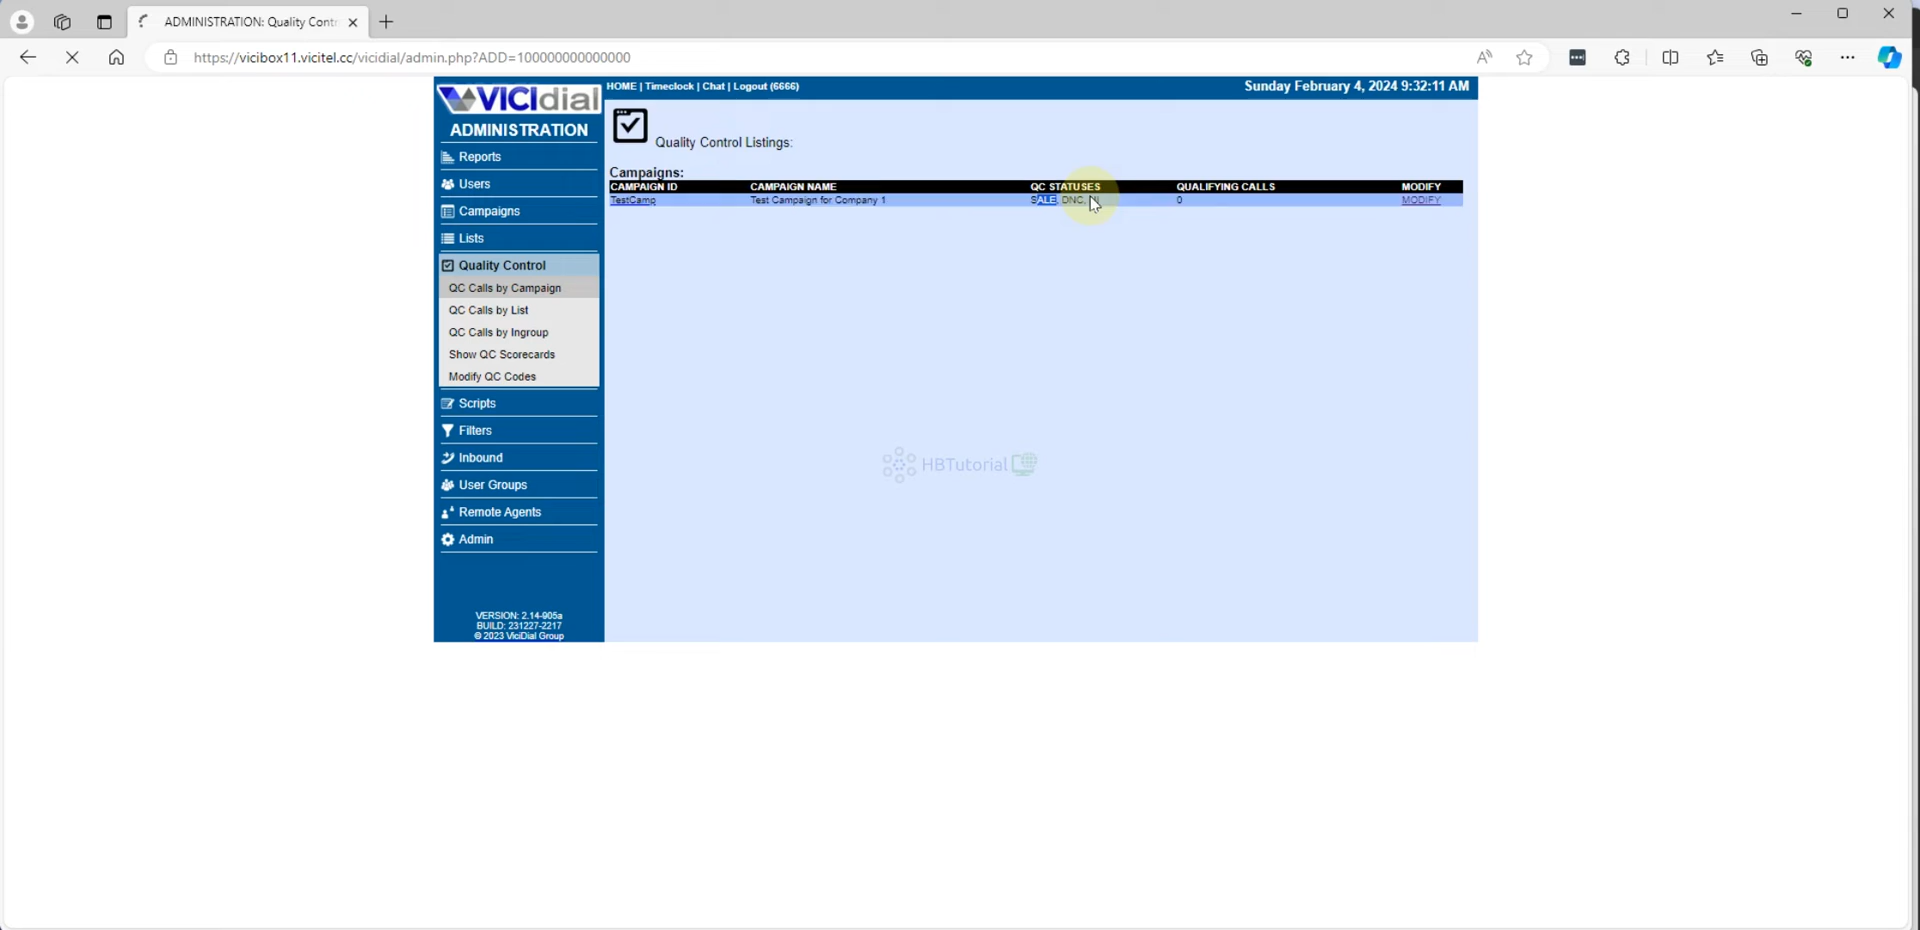 ADMINISTRATION: Quality Contr
https://vicibox11.vicitel.cc/vicidial/admin.php?ADD=100000000000000
VICIdial
HOME | Timeclock | Chat | Logout (6666)
Sunday February 4, 2024 9:32:11 AM
ADMINISTRATION
Reports
Users
Campaigns
Lists
Quality Control
QC Calls by Campaign
QC Calls by List
QC Calls by Ingroup
Show QC Scorecards
Modify QC Codes
Scripts
Filters
Inbound
User Groups
Remote Agents
Admin
VERSION: 2.14-905a
BUILD: 231227-2217
© 2023 ViciDial Group
Quality Control Listings:
Campaigns:
CAMPAIGN ID CAMPAIGN NAME QC STATUSES QUALIFYING CALLS MODIFY
TestCamp Test Campaign for Company 1 SALE, DNC, 0 MODIFY
HBTutorial